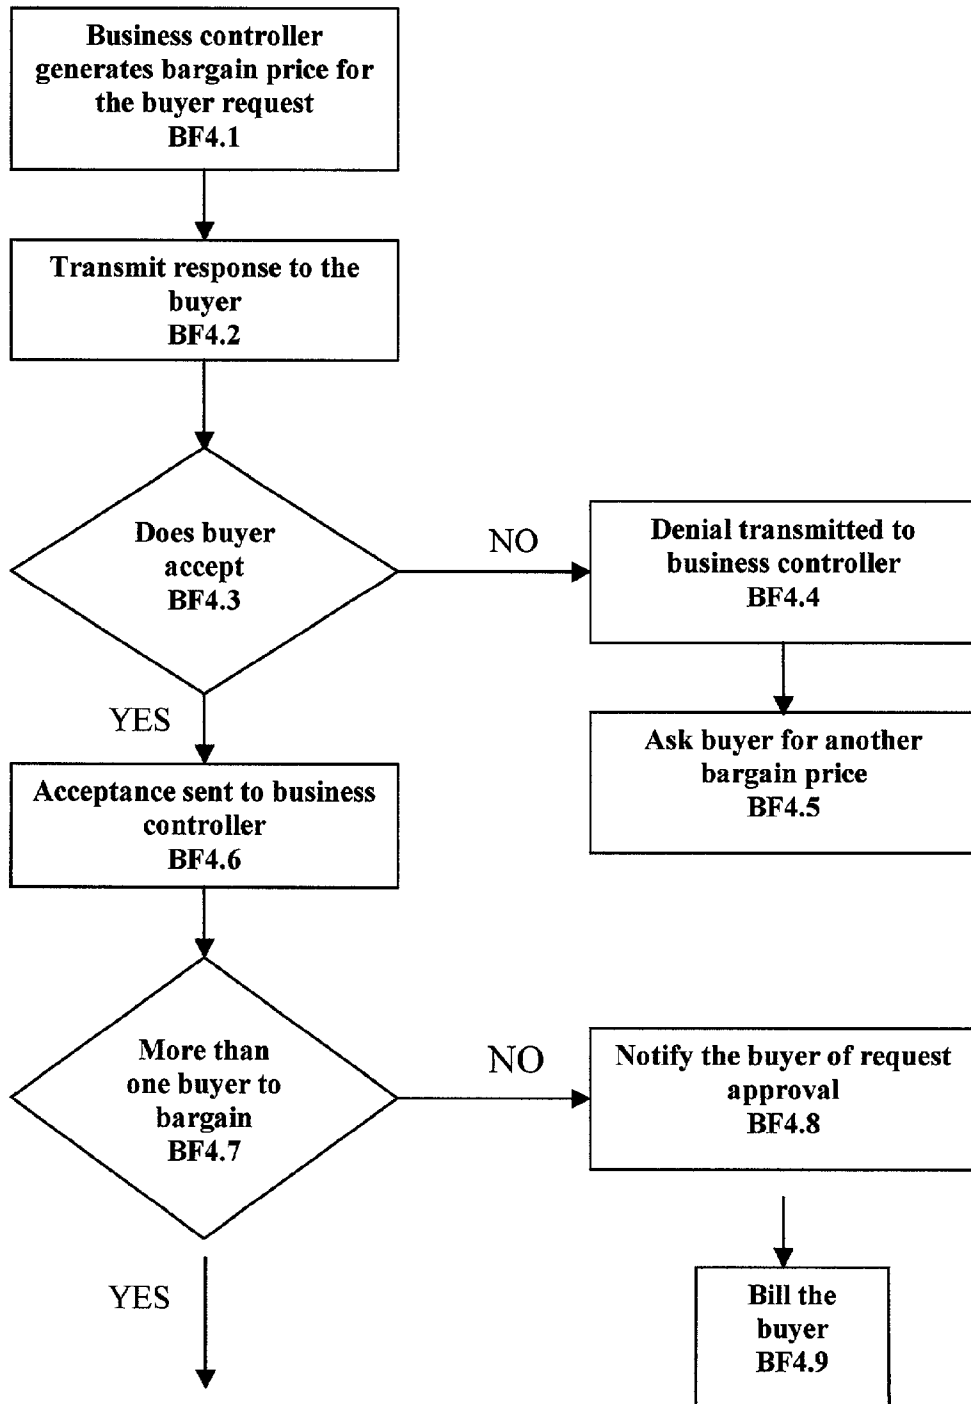 Business controller
generates bargain price for
the buyer request
BF4.1
Transmit response to the
buyer
BF4.2
Does buyer
accept
BF4.3
NO
Denial transmitted to
business controller
BF4.4
YES
Ask buyer for another
bargain price
BF4.5
Acceptance sent to business
controller
BF4.6
More than
one buyer to
bargain
BF4.7
NO
Notify the buyer of request
approval
BF4.8
YES
Bill the
buyer
BF4.9